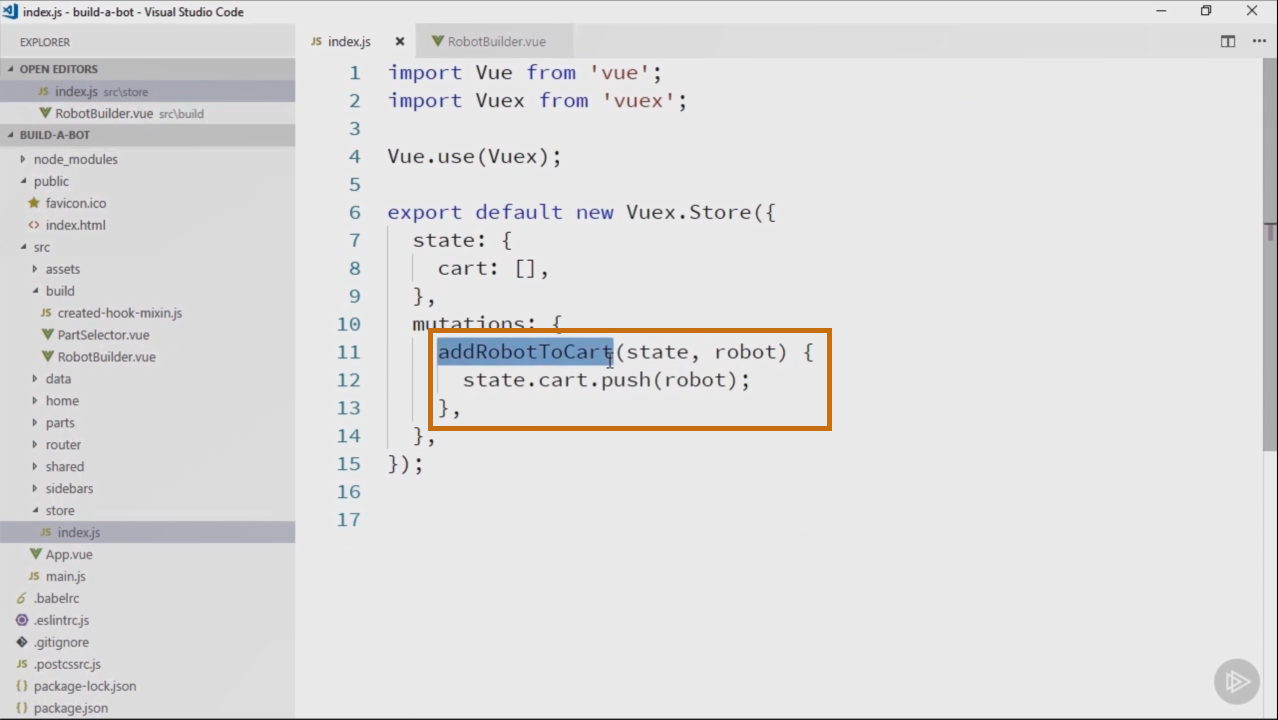 index.js - build-a-bot - Visual Studio Code
EXPLORER
OPEN EDITORS
JS index.js src\store
RobotBuilder.vue src\build
BUILD-A-BOT
node_modules
public
favicon.ico
<> index.html
src
assets
build
JS created-hook-mixin.js
PartSelector.vue
RobotBuilder.vue
data
home
parts
router
shared
sidebars
store
JS index.js
App.vue
JS main.js
.babelrc
.eslintrc.js
.gitignore
JS .postcssrc.js
{} package-lock.json
{} package.json
JS index.js
RobotBuilder.vue
1 import Vue from 'vue';
2 import Vuex from 'vuex';
3
4 Vue.use(Vuex);
5
6 export default new Vuex.Store({
7 state: {
8 cart: [],
9 },
10 mutations: {
11 addRobotToCart(state, robot) {
12 state.cart.push(robot);
13 },
14 },
15 });
16
17